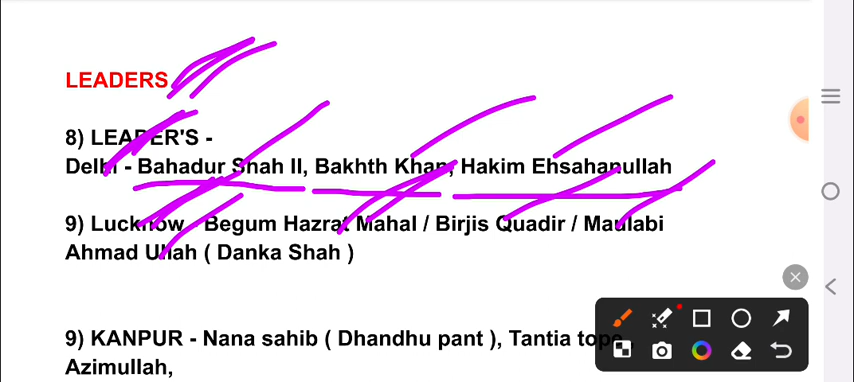 LEADERS
8) LEADER'S -
Delhi - Bahadur Shah II, Bakhth Khan, Hakim Ehsahanullah
9) Lucknow - Begum Hazrat Mahal / Birjis Quadir / Maulabi
Ahmad Ullah ( Danka Shah )
9) KANPUR - Nana sahib ( Dhandhu pant ), Tantia tope
Azimullah,